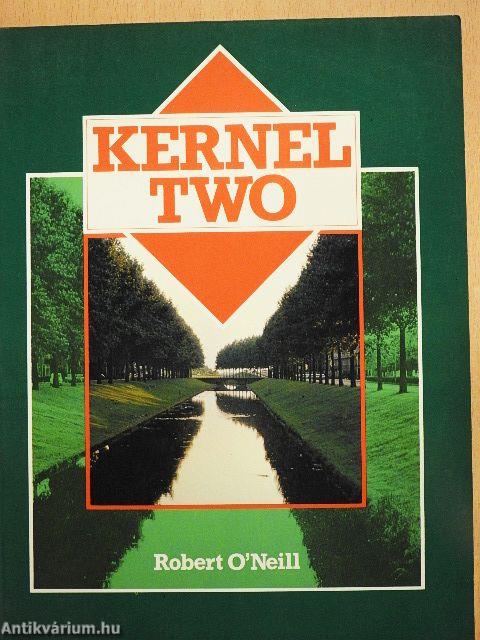 KERNEL
TWO
Robert O'Neill
Antikvárium.hu